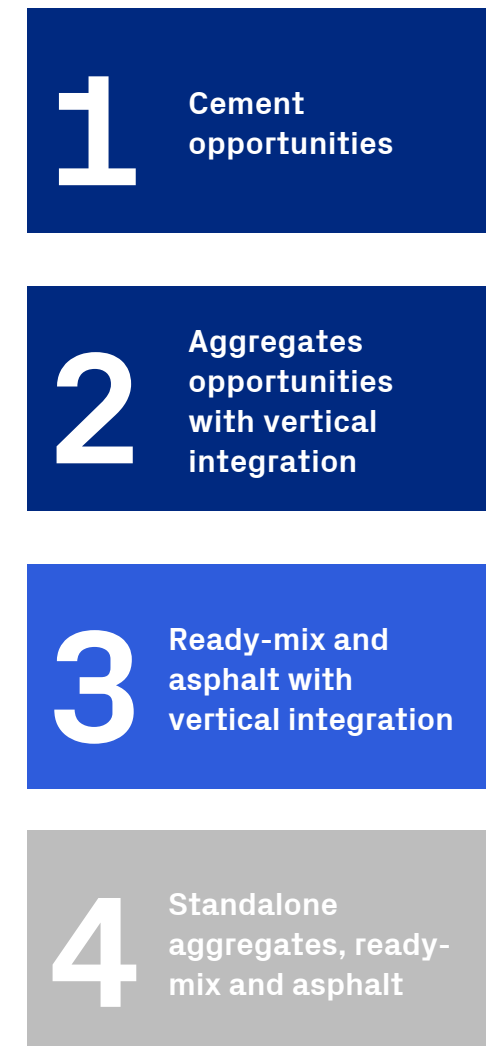 1
Cement
opportunities
2
Aggregates
opportunities
with vertical
integration
3
Ready-mix and
asphalt with
vertical integration
4
Standalone
aggregates, ready-
mix and asphalt